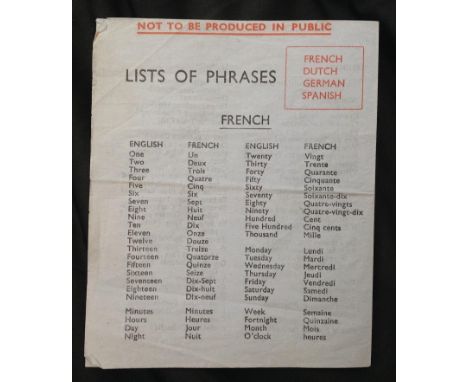 NOT TO BE PRODUCED IN PUBLIC
LISTS OF PHRASES
FRENCH
DUTCH
GERMAN
SPANISH
FRENCH
ENGLISH FRENCH ENGLISH FRENCH
One Un Twenty Vingt
Two Deux Thirty Trente
Three Trois Forty Quarante
Four Quatre Fifty Cinquante
Five Cinq Sixty Soixante
Six Six Seventy Soixante-dix
Seven Sept Eighty Quatre-vingts
Eight Huit Ninety Quatre-vingt-dix
Nine Neuf Hundred Cent
Ten Dix Five Hundred Cinq cents
Eleven Onze Thousand Mille
Twelve Douze
Thirteen Treize Monday Lundi
Fourteen Quatorze Tuesday Mardi
Fifteen Quinze Wednesday Mercredi
Sixteen Seize Thursday Jeudi
Seventeen Dix-Sept Friday Vendredi
Eighteen Dix-huit Saturday Samedi
Nineteen Dix-neuf Sunday Dimanche
Minutes Minutes Week Semaine
Hours Heures Fortnight Quinzaine
Day Jour Month Mois
Night Nuit O'clock heures